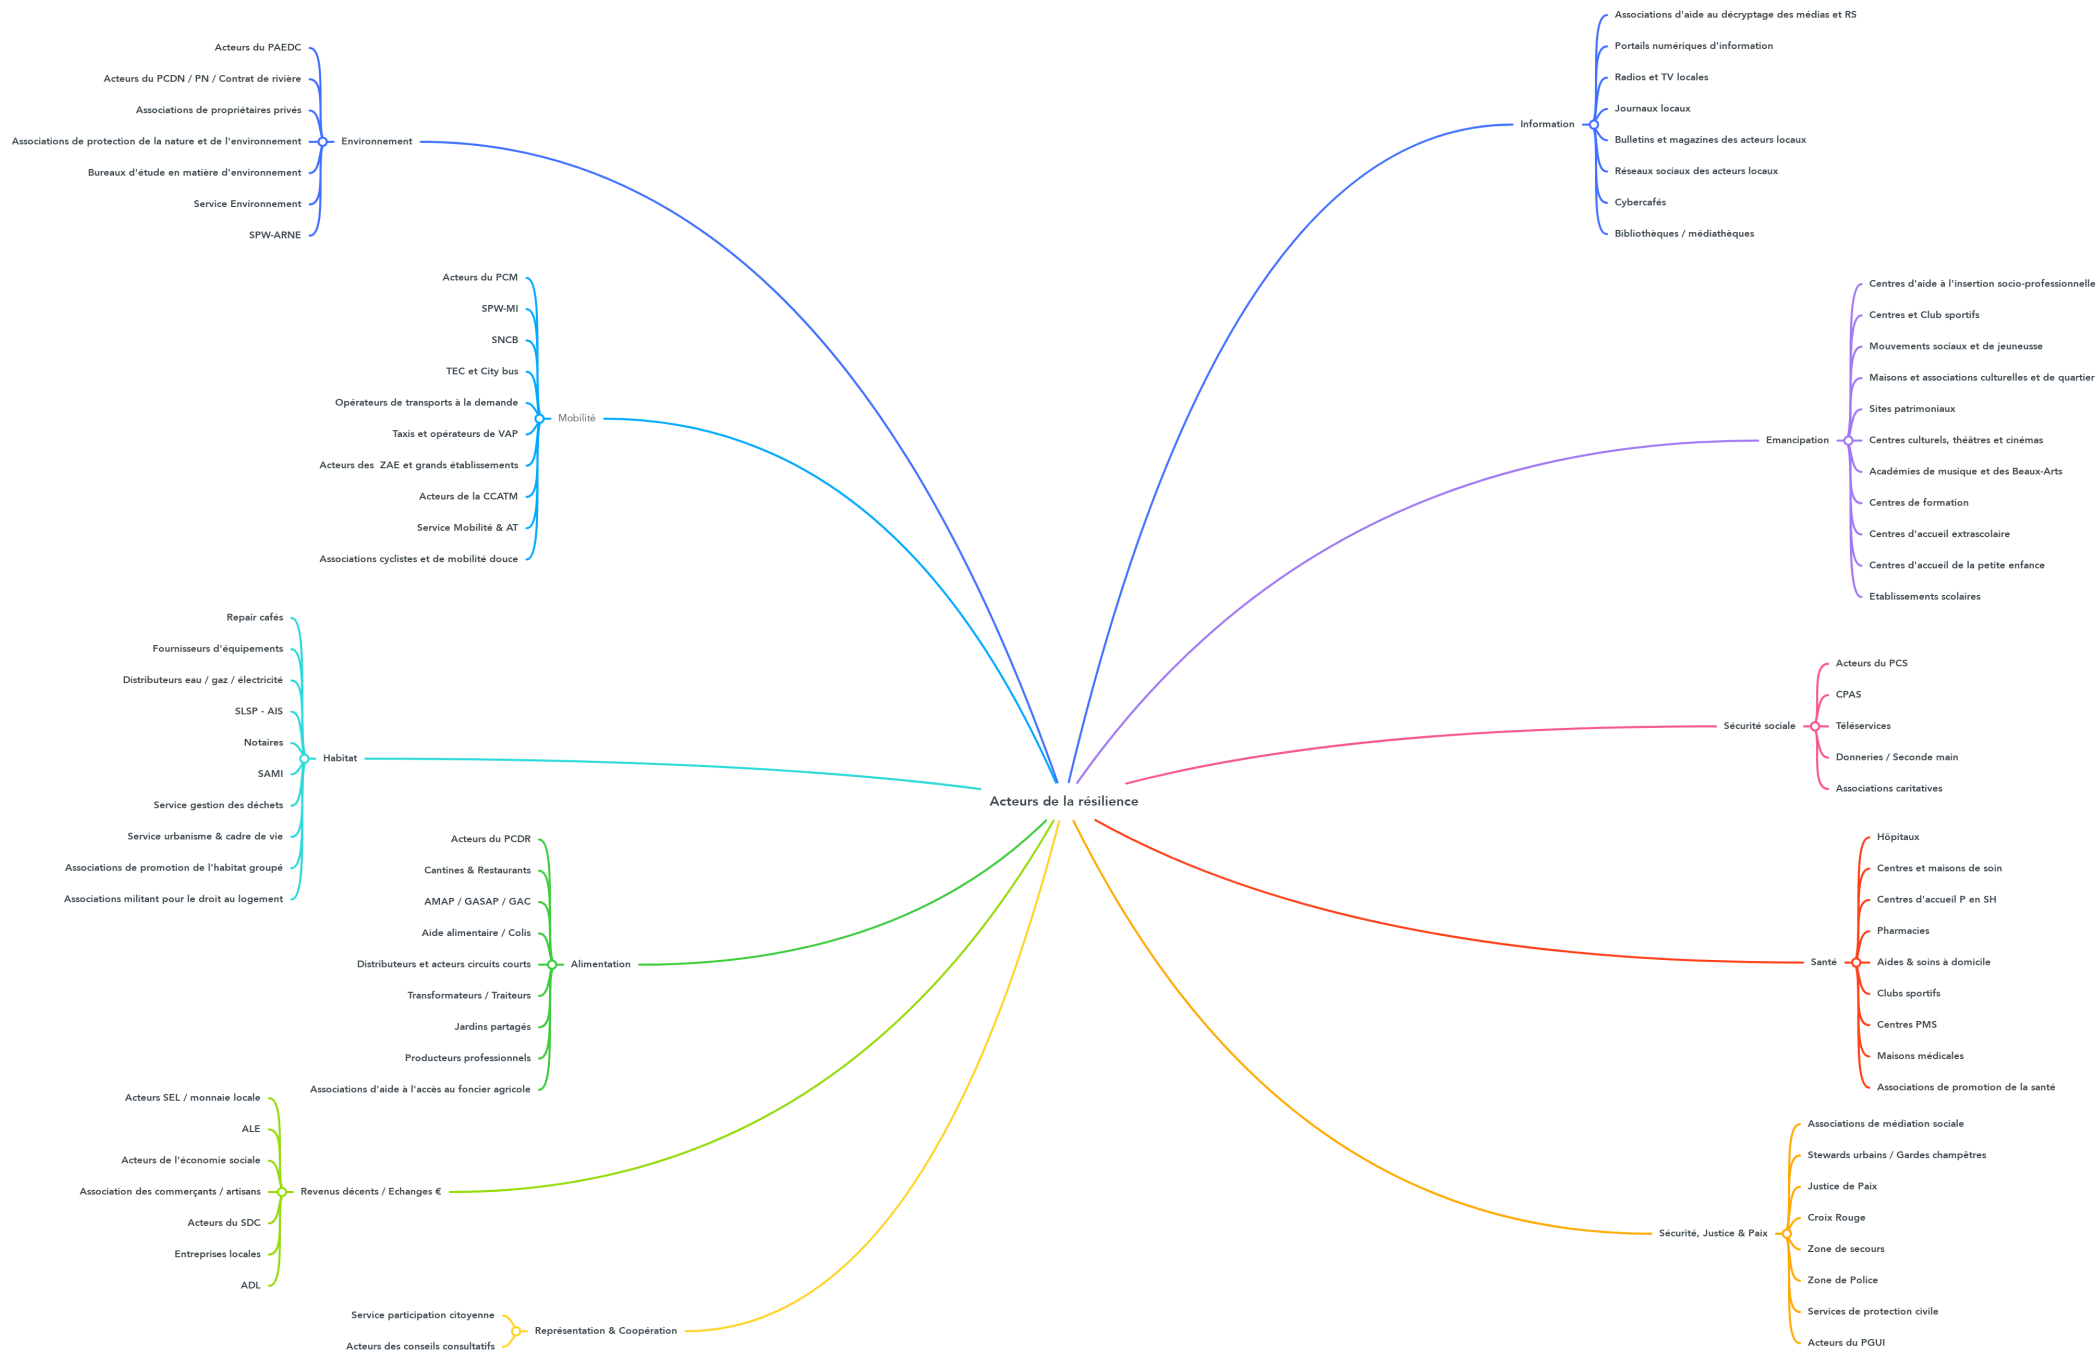 Acteurs de la résilience
Environnement
Acteurs du PAEDC
Acteurs du PCDN / PN / Contrat de rivière
Associations de propriétaires privés
Associations de protection de la nature et de l'environnement
Bureaux d'étude en matière d'environnement
Service Environnement
SPW-ARNE
Mobilité
Acteurs du PCM
SPW-MI
SNCB
TEC et City bus
Opérateurs de transports à la demande
Taxis et opérateurs de VAP
Acteurs des  ZAE et grands établissements
Acteurs de la CCATM
Service Mobilité & AT
Associations cyclistes et de mobilité douce
Habitat
Repair cafés
Fournisseurs d'équipements
Distributeurs eau / gaz / électricité
SLSP - AIS
Notaires
SAMI
Service gestion des déchets
Service urbanisme & cadre de vie
Associations de promotion de l'habitat groupé
Associations militant pour le droit au logement
Alimentation
Acteurs du PCDR
Cantines & Restaurants
AMAP / GASAP / GAC
Aide alimentaire / Colis
Distributeurs et acteurs circuits courts
Transformateurs / Traiteurs
Jardins partagés
Producteurs professionnels
Associations d'aide à l'accès au foncier agricole
Revenus décents / Echanges €
Acteurs SEL / monnaie locale
ALE
Acteurs de l'économie sociale
Association des commerçants / artisans
Acteurs du SDC
Entreprises locales
ADL
Représentation & Coopération
Service participation citoyenne
Acteurs des conseils consultatifs
Information
Associations d'aide au décryptage des médias et RS
Portails numériques d'information
Radios et TV locales
Journaux locaux
Bulletins et magazines des acteurs locaux
Réseaux sociaux des acteurs locaux
Cybercafés
Bibliothèques / médiathèques
Emancipation
Centres d'aide à l'insertion socio-professionnelle
Centres et Club sportifs
Mouvements sociaux et de jeuneusse
Maisons et associations culturelles et de quartier
Sites patrimoniaux
Centres culturels, théâtres et cinémas
Académies de musique et des Beaux-Arts
Centres de formation
Centres d'accueil extrascolaire
Centres d'accueil de la petite enfance
Etablissements scolaires
Sécurité sociale
Acteurs du PCS
CPAS
Téléservices
Donneries / Seconde main
Associations caritatives
Santé
Hôpitaux
Centres et maisons de soin
Centres d'accueil P en SH
Pharmacies
Aides & soins à domicile
Clubs sportifs
Centres PMS
Maisons médicales
Associations de promotion de la santé
Sécurité, Justice & Paix
Associations de médiation sociale
Stewards urbains / Gardes champêtres
Justice de Paix
Croix Rouge
Zone de secours
Zone de Police
Services de protection civile
Acteurs du PGUI